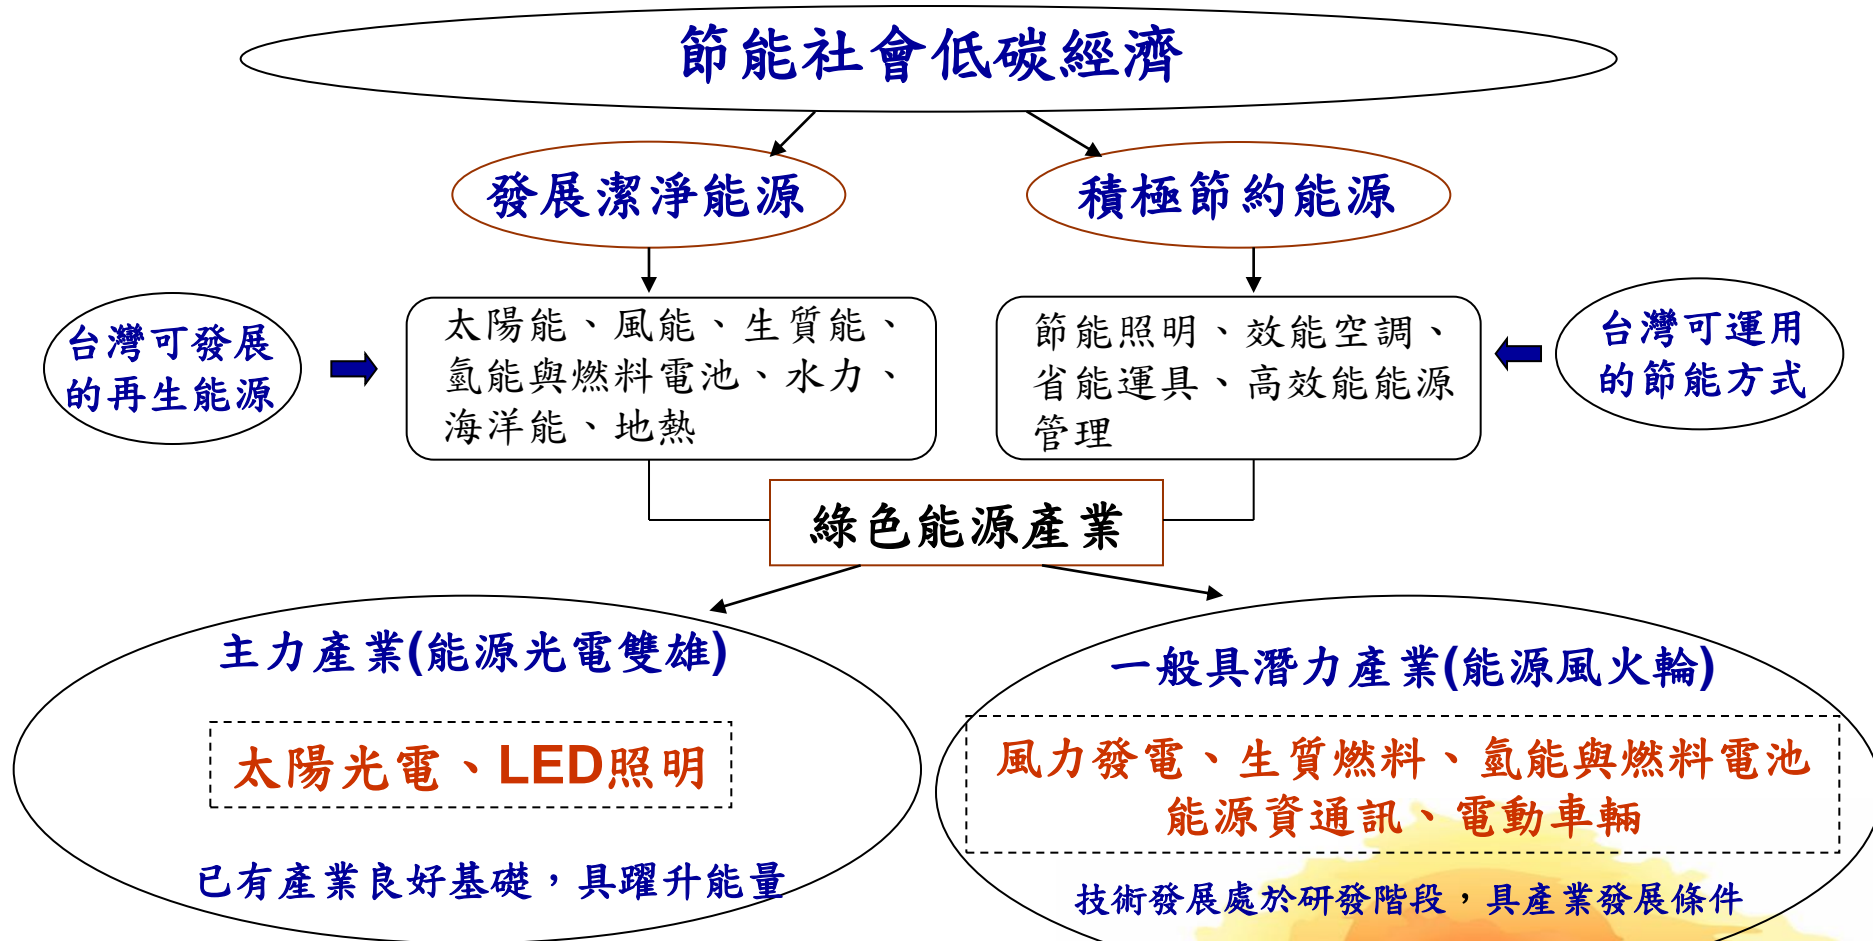 節能社會低碳經濟
發展潔淨能源
積極節約能源
台灣可發展
的再生能源
太陽能、風能、生質能、
氫能與燃料電池、水力、
海洋能、地熱
節能照明、效能空調、
省能運具、高效能能源
管理
台灣可運用
的節能方式
綠色能源產業
主力產業(能源光電雙雄)
太陽光電、LED照明
已有產業良好基礎，具躍升能量
一般具潛力產業(能源風火輪)
風力發電、生質燃料、氫能與燃料電池
能源資通訊、電動車輛
技術發展處於研發階段，具產業發展條件